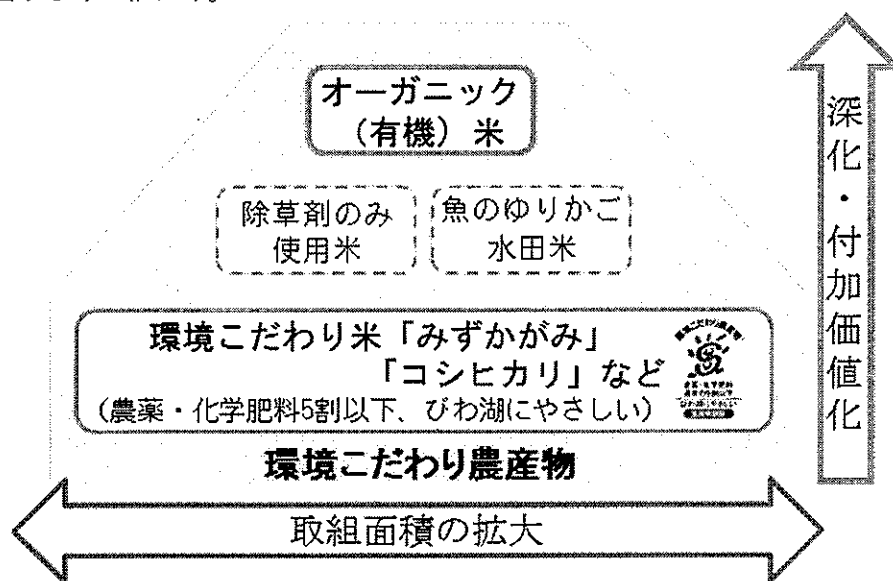 オーガニック
（有機）米
除草剤のみ
使用米
魚のゆりかご
水田米
環境こだわり米「みずかがみ」
「コシヒカリ」など
（農薬・化学肥料5割以下、びわ湖にやさしい）
環境こだわり農産物
取組面積の拡大
深化・付加価値化